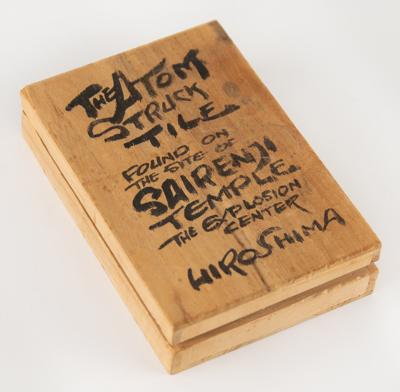 THE ATOM
STRUCK
TILE
FOUND ON
THE SITE OF
SAIRENJI
TEMPLE
THE EXPLOSION
CENTER
HIROSHIMA